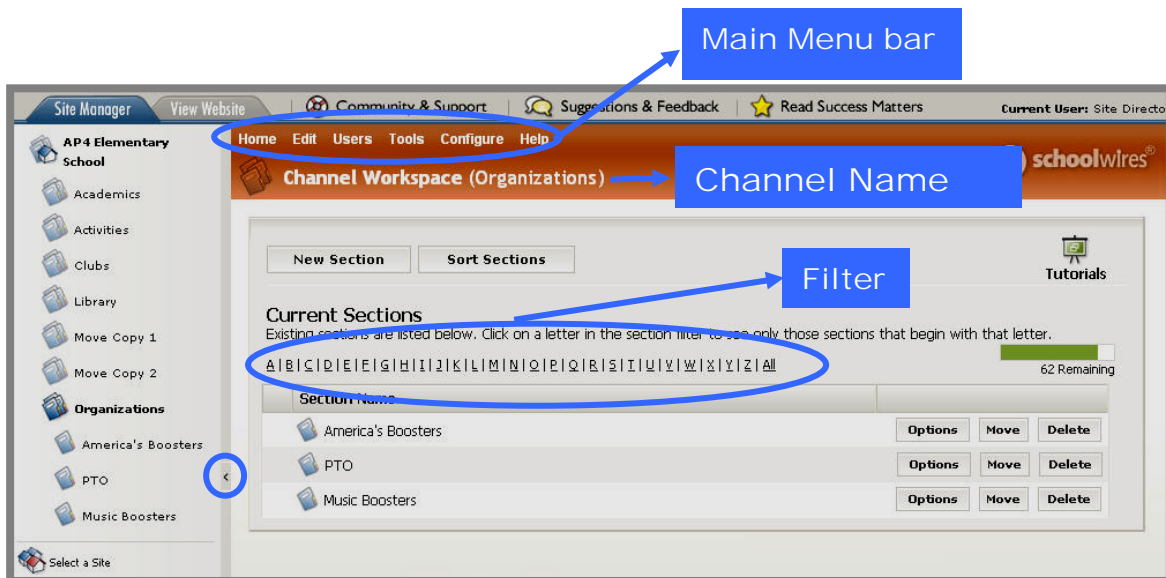 Main Menu bar
Site Manager
View Website
Community & Support
Suggestions & Feedback
Read Success Matters
Current User: Site Directo
AP4 Elementary
School
Academics
Activities
Clubs
Library
Move Copy 1
Move Copy 2
Organizations
America's Boosters
PTO
Music Boosters
Select a Site
Home Edit Users Tools Configure Help
Channel Workspace (Organizations)
Channel Name
schoolwires®
New Section
Sort Sections
Filter
Tutorials
Current Sections
Existing sections are listed below. Click on a letter in the section filter to see only those sections that begin with that letter.
A|B|C|D|E|F|G|H|I|J|K|L|M|N|O|P|Q|R|S|T|U|V|W|X|Y|Z|All
62 Remaining
Section Name
America's Boosters Options Move Delete
PTO Options Move Delete
Music Boosters Options Move Delete